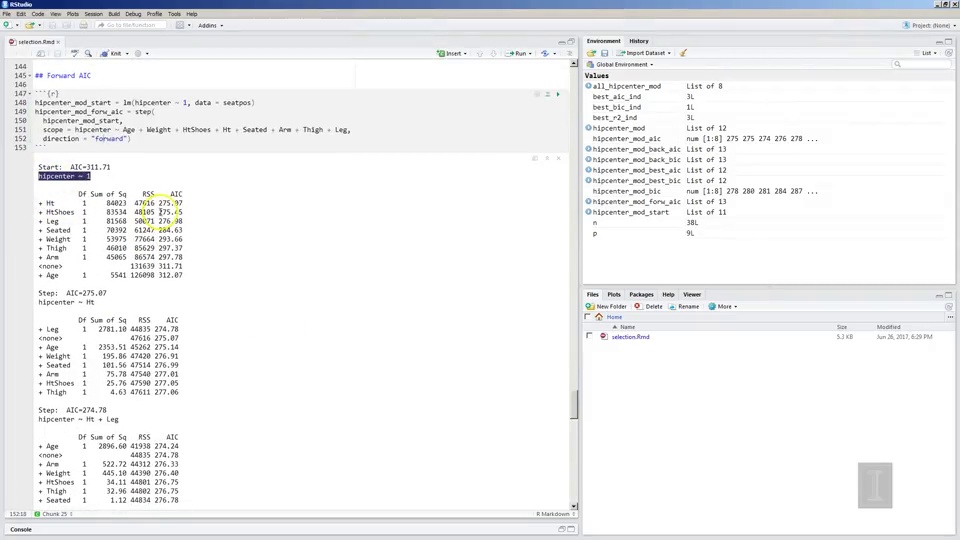 RStudio
File Edit Code View Plots Session Build Debug Profile Tools Help
Go to file/function
Addins
Project: (None)
selection.Rmd
Knit
Insert
Run
144
145 ## Forward AIC
146
147 ```{r}
148 hipcenter_mod_start = lm(hipcenter ~ 1, data = seatpos)
149 hipcenter_mod_forw_aic = step(
150 hipcenter_mod_start,
151 scope = hipcenter ~ Age + Weight + HtShoes + Ht + Seated + Arm + Thigh + Leg,
152 direction = "forward")
153 ```
Start: AIC=311.71
hipcenter ~ 1
Df Sum of Sq RSS AIC
+ Ht 1 84023 47616 275.07
+ HtShoes 1 83534 48105 275.45
+ Leg 1 81568 50071 276.98
+ Seated 1 70392 61247 284.63
+ Weight 1 53975 77664 293.66
+ Thigh 1 46010 85629 297.37
+ Arm 1 45065 86574 297.78
<none> 131639 311.71
+ Age 1 5541 126098 312.07
Step: AIC=275.07
hipcenter ~ Ht
Df Sum of Sq RSS AIC
+ Leg 1 2781.10 44835 274.78
<none> 47616 275.07
+ Age 1 2353.51 45262 275.14
+ Weight 1 195.86 47420 276.91
+ Seated 1 101.56 47514 276.99
+ Arm 1 75.78 47540 277.01
+ HtShoes 1 25.76 47590 277.05
+ Thigh 1 4.63 47611 277.06
Step: AIC=274.78
hipcenter ~ Ht + Leg
Df Sum of Sq RSS AIC
+ Age 1 2896.60 41938 274.24
<none> 44835 274.78
+ Arm 1 522.72 44312 276.33
+ Weight 1 445.10 44390 276.40
+ HtShoes 1 34.11 44801 276.75
+ Thigh 1 32.96 44802 276.75
+ Seated 1 1.12 44834 276.78
152:18 Chunk 25 R Markdown
Console
Environment History
Import Dataset List
Global Environment
Values
all_hipcenter_mod List of 8
best_aic_ind 3L
best_bic_ind 1L
best_r2_ind 3L
hipcenter_mod List of 12
hipcenter_mod_aic num [1:8] 275 275 274 276 278 ...
hipcenter_mod_back_aic List of 13
hipcenter_mod_back_bic List of 13
hipcenter_mod_best_aic List of 12
hipcenter_mod_best_bic List of 12
hipcenter_mod_bic num [1:8] 278 280 281 284 287 ...
hipcenter_mod_forw_aic List of 13
hipcenter_mod_start List of 11
n 38L
p 9L
Files Plots Packages Help Viewer
New Folder Delete Rename More
Home
Name Size Modified
selection.Rmd 5.3 KB Jun 26, 2017, 6:29 PM